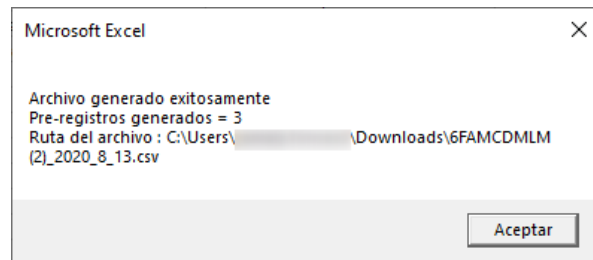 Microsoft Excel
Archivo generado exitosamente
Pre-registros generados = 3
Ruta del archivo : C:\Users\ \Downloads\6FAMCDMLM
(2)_2020_8_13.csv
Aceptar